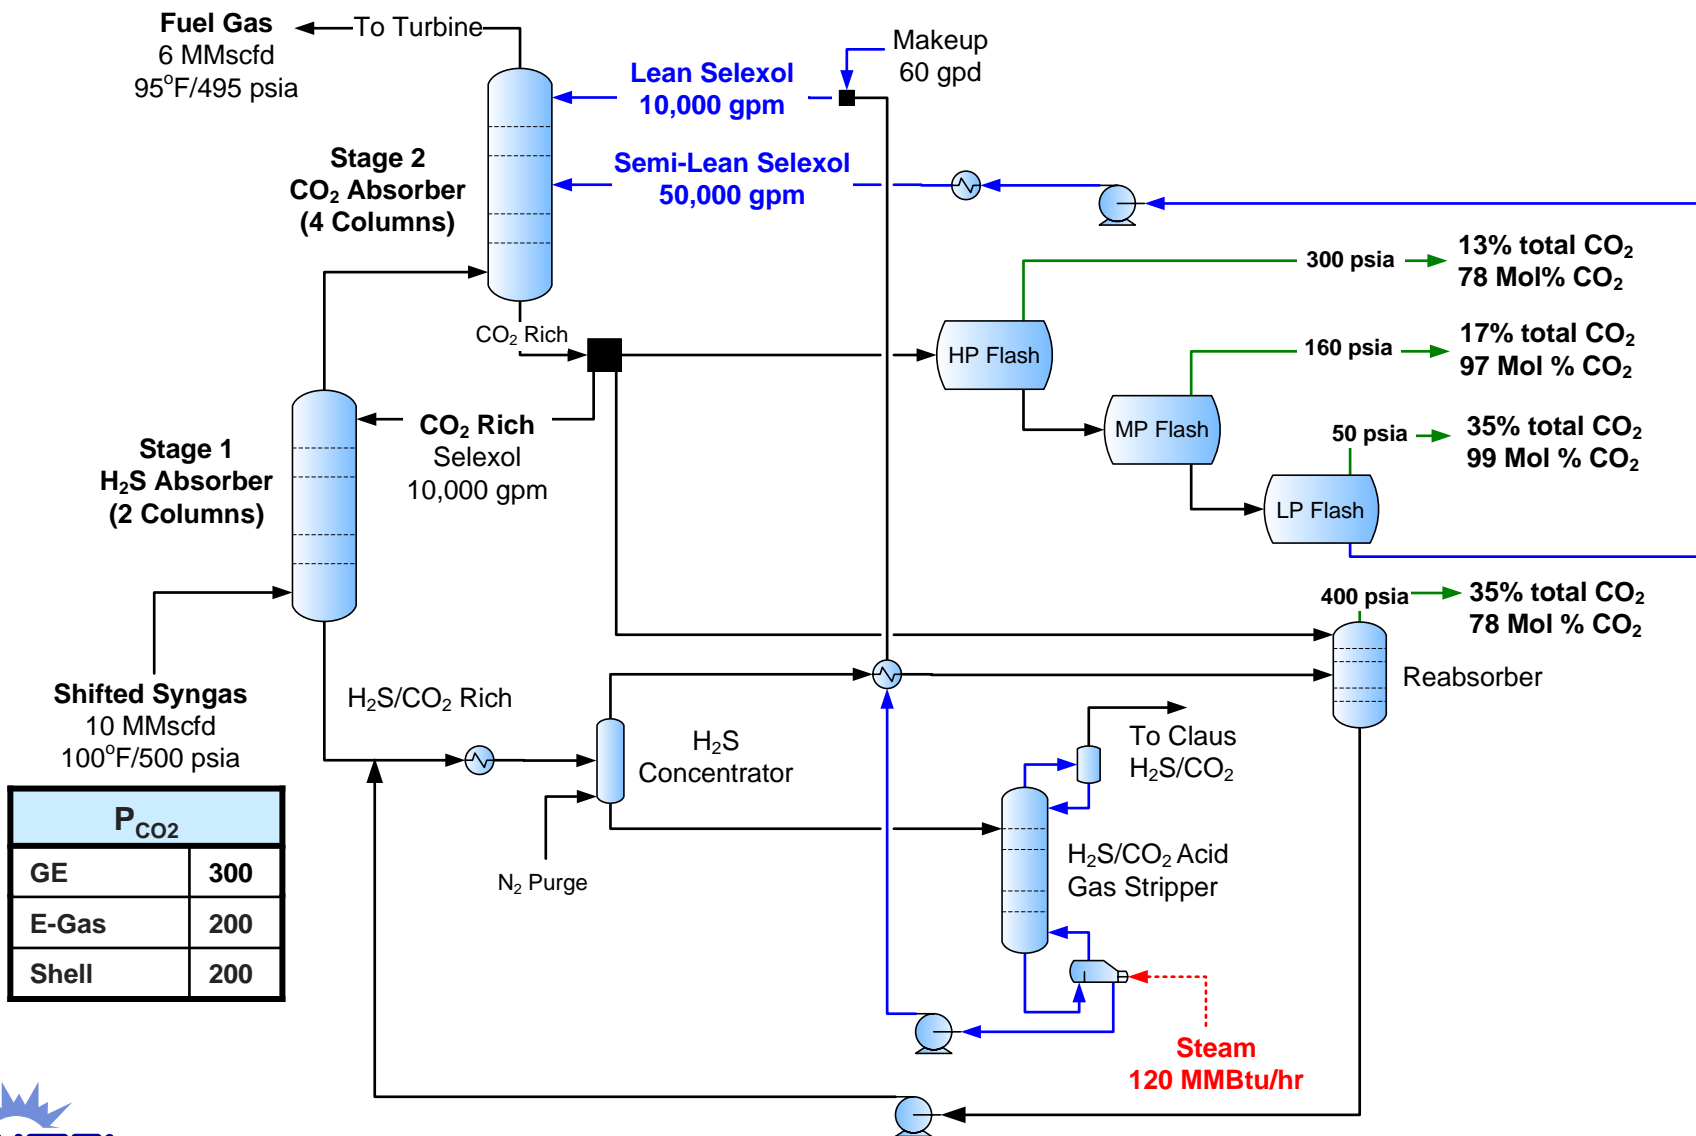 Fuel Gas
6 MMscfd
95°F/495 psia
To Turbine
Makeup
60 gpd
Lean Selexol
10,000 gpm
Semi-Lean Selexol
50,000 gpm
Stage 2
CO₂ Absorber
(4 Columns)
CO₂ Rich
300 psia
13% total CO₂
78 Mol% CO₂
HP Flash
160 psia
17% total CO₂
97 Mol % CO₂
MP Flash
50 psia
35% total CO₂
99 Mol % CO₂
LP Flash
CO₂ Rich
Selexol
10,000 gpm
Stage 1
H₂S Absorber
(2 Columns)
400 psia
35% total CO₂
78 Mol % CO₂
Reabsorber
Shifted Syngas
10 MMscfd
100°F/500 psia
H₂S/CO₂ Rich
H₂S
Concentrator
To Claus
H₂S/CO₂
N₂ Purge
H₂S/CO₂ Acid
Gas Stripper
Steam
120 MMBtu/hr
P_CO2
GE 300
E-Gas 200
Shell 200